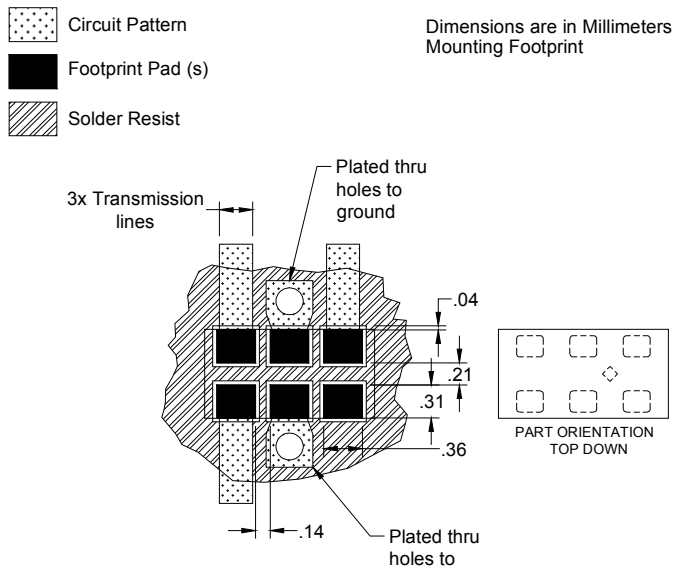 Circuit Pattern
Dimensions are in Millimeters
Mounting Footprint
Footprint Pad (s)
Solder Resist
Plated thru
holes to
ground
3x Transmission
lines
.04
.21
.31
.36
.14
PART ORIENTATION
TOP DOWN
Plated thru
holes to